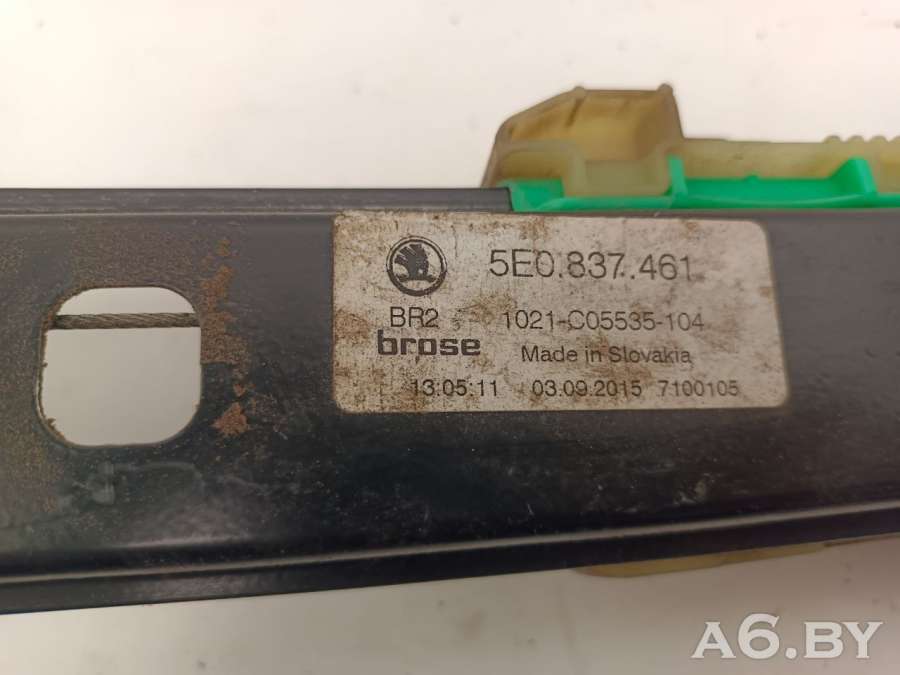 5E0.837.461
BR2 1021-C05535-104
brose Made in Slovakia
13:05:11 03.09.2015 7100105
A6.BY